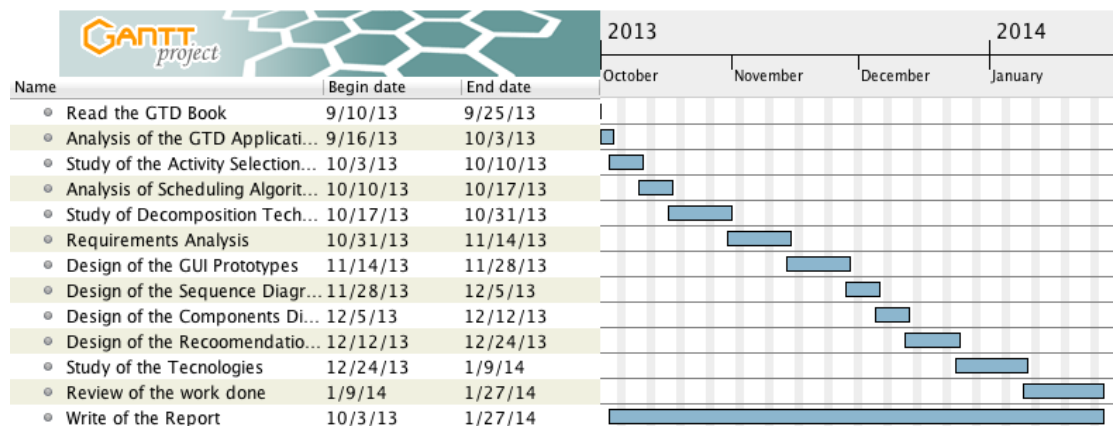 GANTT project
2013 2014
October November December January
Name Begin date End date
Read the GTD Book 9/10/13 9/25/13
Analysis of the GTD Applicati... 9/16/13 10/3/13
Study of the Activity Selection... 10/3/13 10/10/13
Analysis of Scheduling Algorit... 10/10/13 10/17/13
Study of Decomposition Tech... 10/17/13 10/31/13
Requirements Analysis 10/31/13 11/14/13
Design of the GUI Prototypes 11/14/13 11/28/13
Design of the Sequence Diagr... 11/28/13 12/5/13
Design of the Components Di... 12/5/13 12/12/13
Design of the Recoomendatio... 12/12/13 12/24/13
Study of the Tecnologies 12/24/13 1/9/14
Review of the work done 1/9/14 1/27/14
Write of the Report 10/3/13 1/27/14